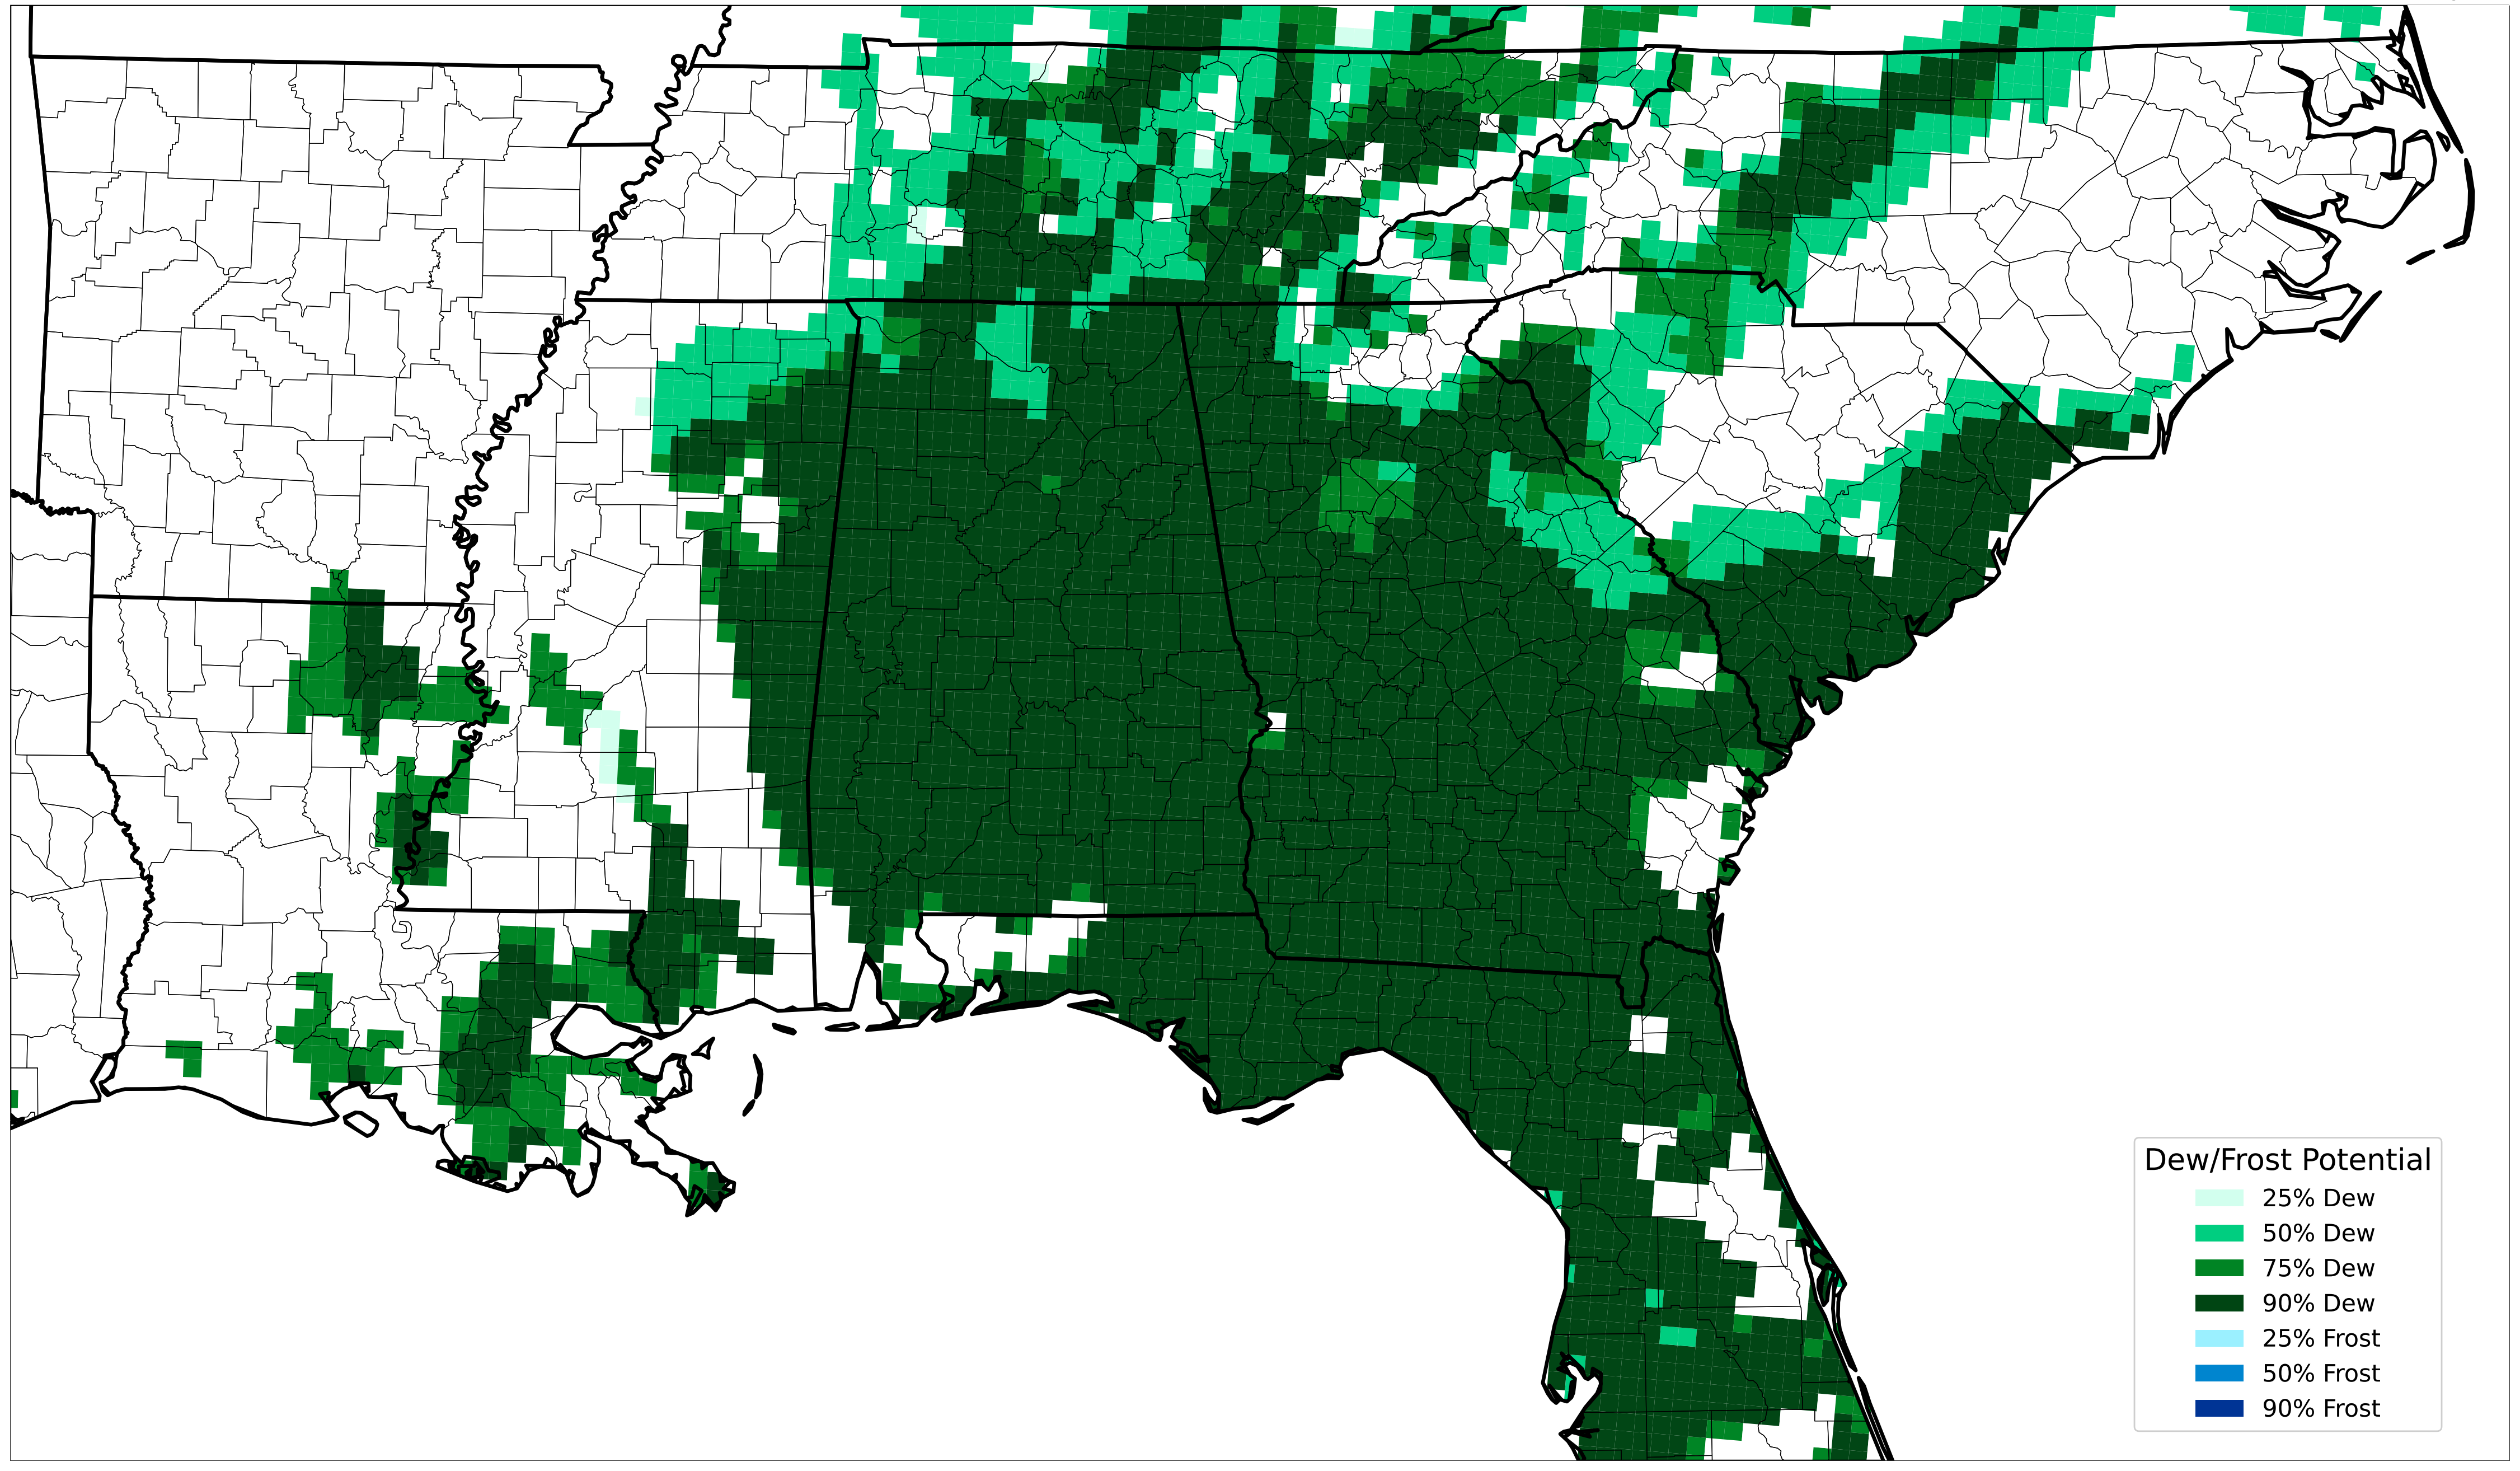 Dew/Frost Potential
25% Dew
50% Dew
75% Dew
90% Dew
25% Frost
50% Frost
90% Frost